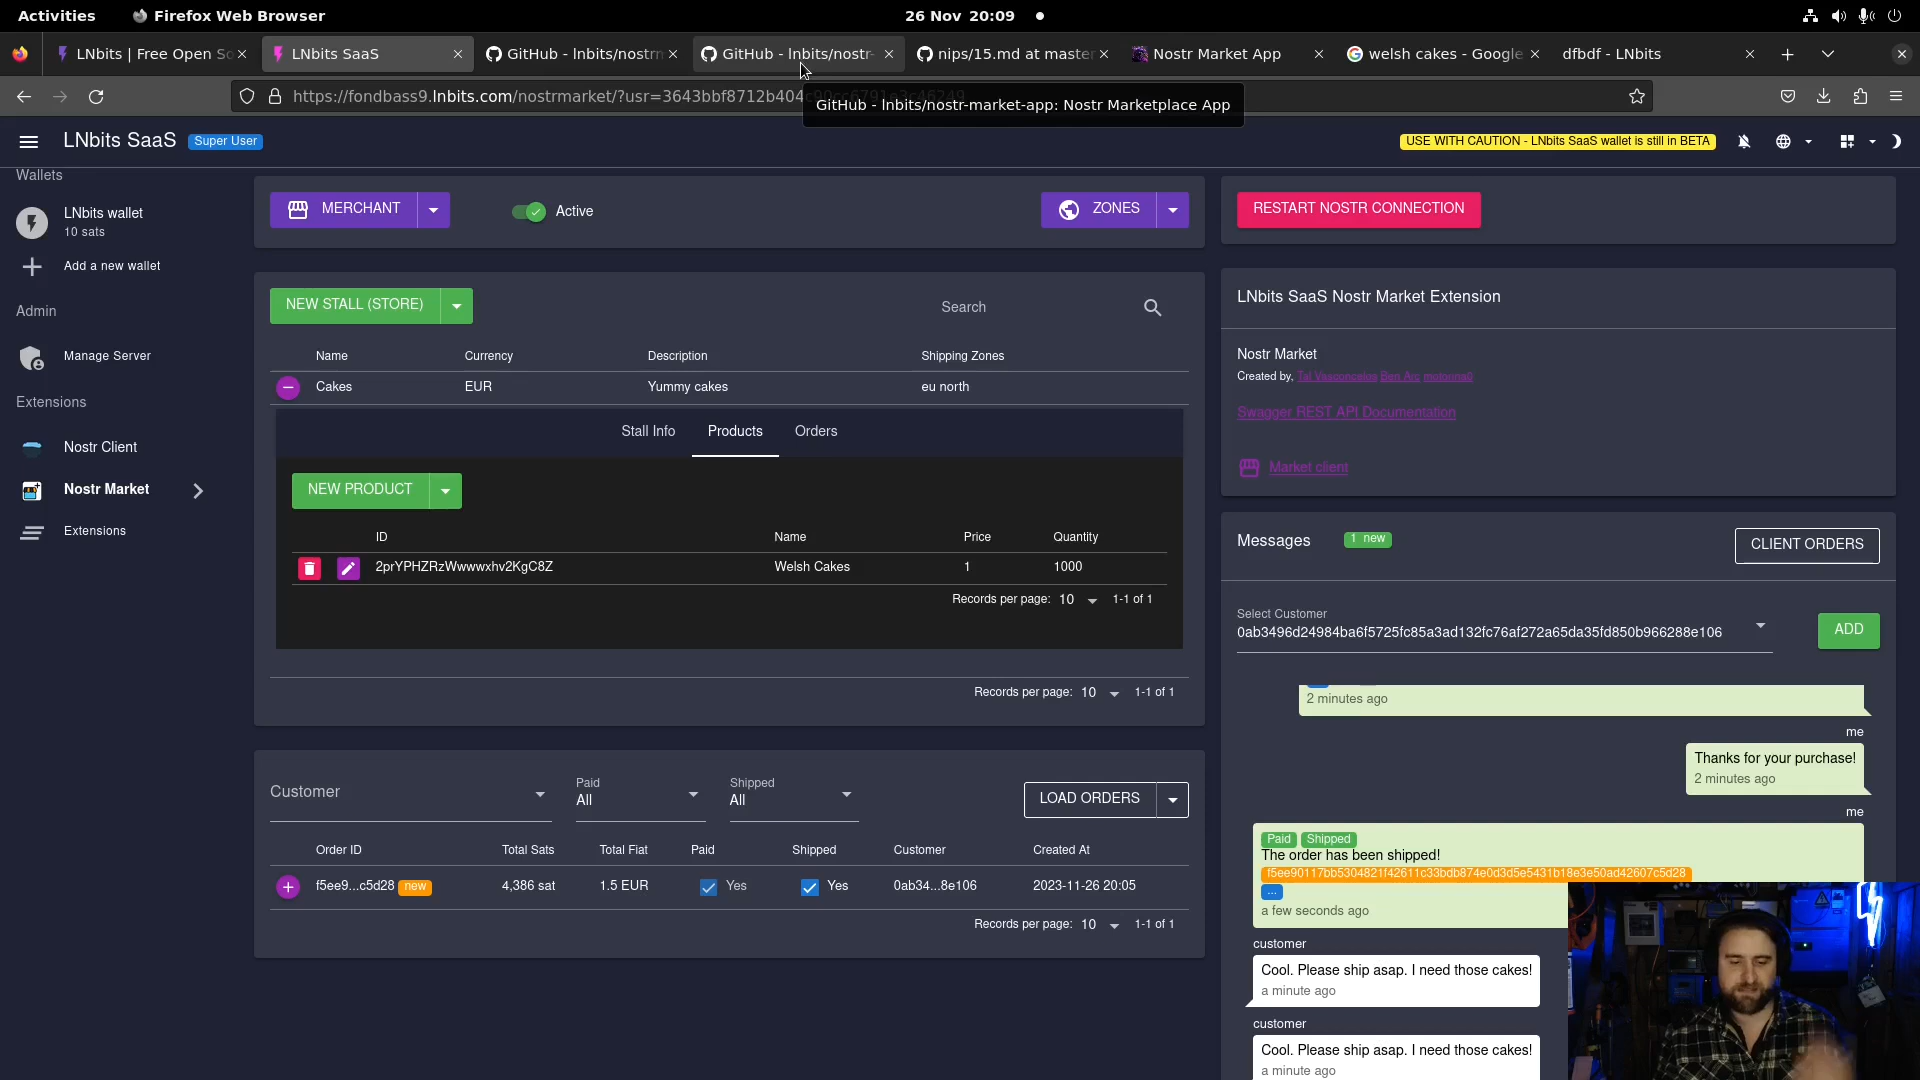 Activities
Firefox Web Browser
26 Nov 20:09
LNbits | Free Open So
LNbits SaaS
GitHub - lnbits/nostrm
GitHub - lnbits/nostr-
nips/15.md at master
Nostr Market App
welsh cakes - Google
dfbdf - LNbits
https://fondbass9.lnbits.com/nostrmarket/?usr=3643bbf8712b404
GitHub - lnbits/nostr-market-app: Nostr Marketplace App
LNbits SaaS
Super User
USE WITH CAUTION - LNbits SaaS wallet is still in BETA
Wallets
LNbits wallet
10 sats
Add a new wallet
Admin
Manage Server
Extensions
Nostr Client
Nostr Market
Extensions
MERCHANT
Active
ZONES
NEW STALL (STORE)
Search
Name Currency Description Shipping Zones
Cakes EUR Yummy cakes eu north
Stall Info Products Orders
NEW PRODUCT
ID Name Price Quantity
2prYPHZRzWwwwxhv2KgC8Z Welsh Cakes 1 1000
Records per page: 10 1-1 of 1
Records per page: 10 1-1 of 1
Customer
Paid
All
Shipped
All
LOAD ORDERS
Order ID Total Sats Total Fiat Paid Shipped Customer Created At
f5ee9...c5d28 new 4,386 sat 1.5 EUR Yes Yes 0ab34...8e106 2023-11-26 20:05
Records per page: 10 1-1 of 1
RESTART NOSTR CONNECTION
LNbits SaaS Nostr Market Extension
Nostr Market
Created by, Tal Vasconcelos Ben Arc motorina0
Swagger REST API Documentation
Market client
Messages
1 new
CLIENT ORDERS
Select Customer
0ab3496d24984ba6f5725fc85a3ad132fc76af272a65da35fd850b966288e106
ADD
2 minutes ago
me
Thanks for your purchase!
2 minutes ago
me
Paid Shipped
The order has been shipped!
f5ee90117bb5304821f42611c33bdb874e0d3d5e5431b18e3e50ad42607c5d28
...
a few seconds ago
customer
Cool. Please ship asap. I need those cakes!
a minute ago
customer
Cool. Please ship asap. I need those cakes!
a minute ago